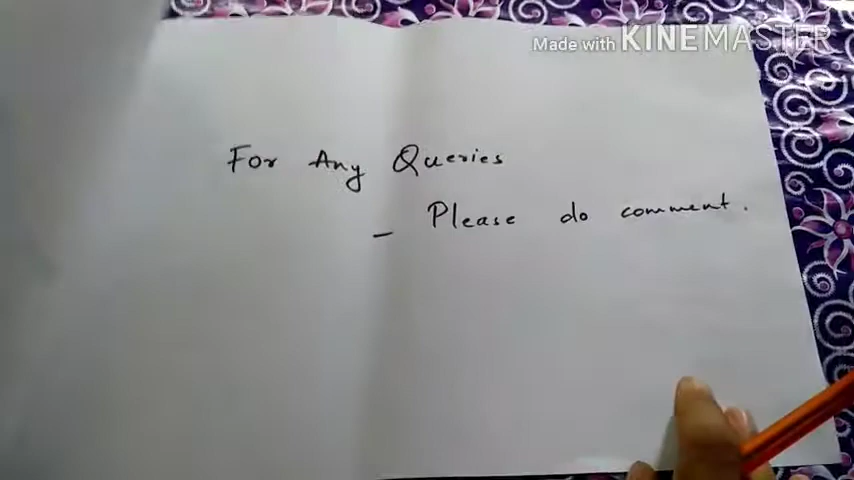 Made with KINEMASTER
For Any Queries
– Please do comment.